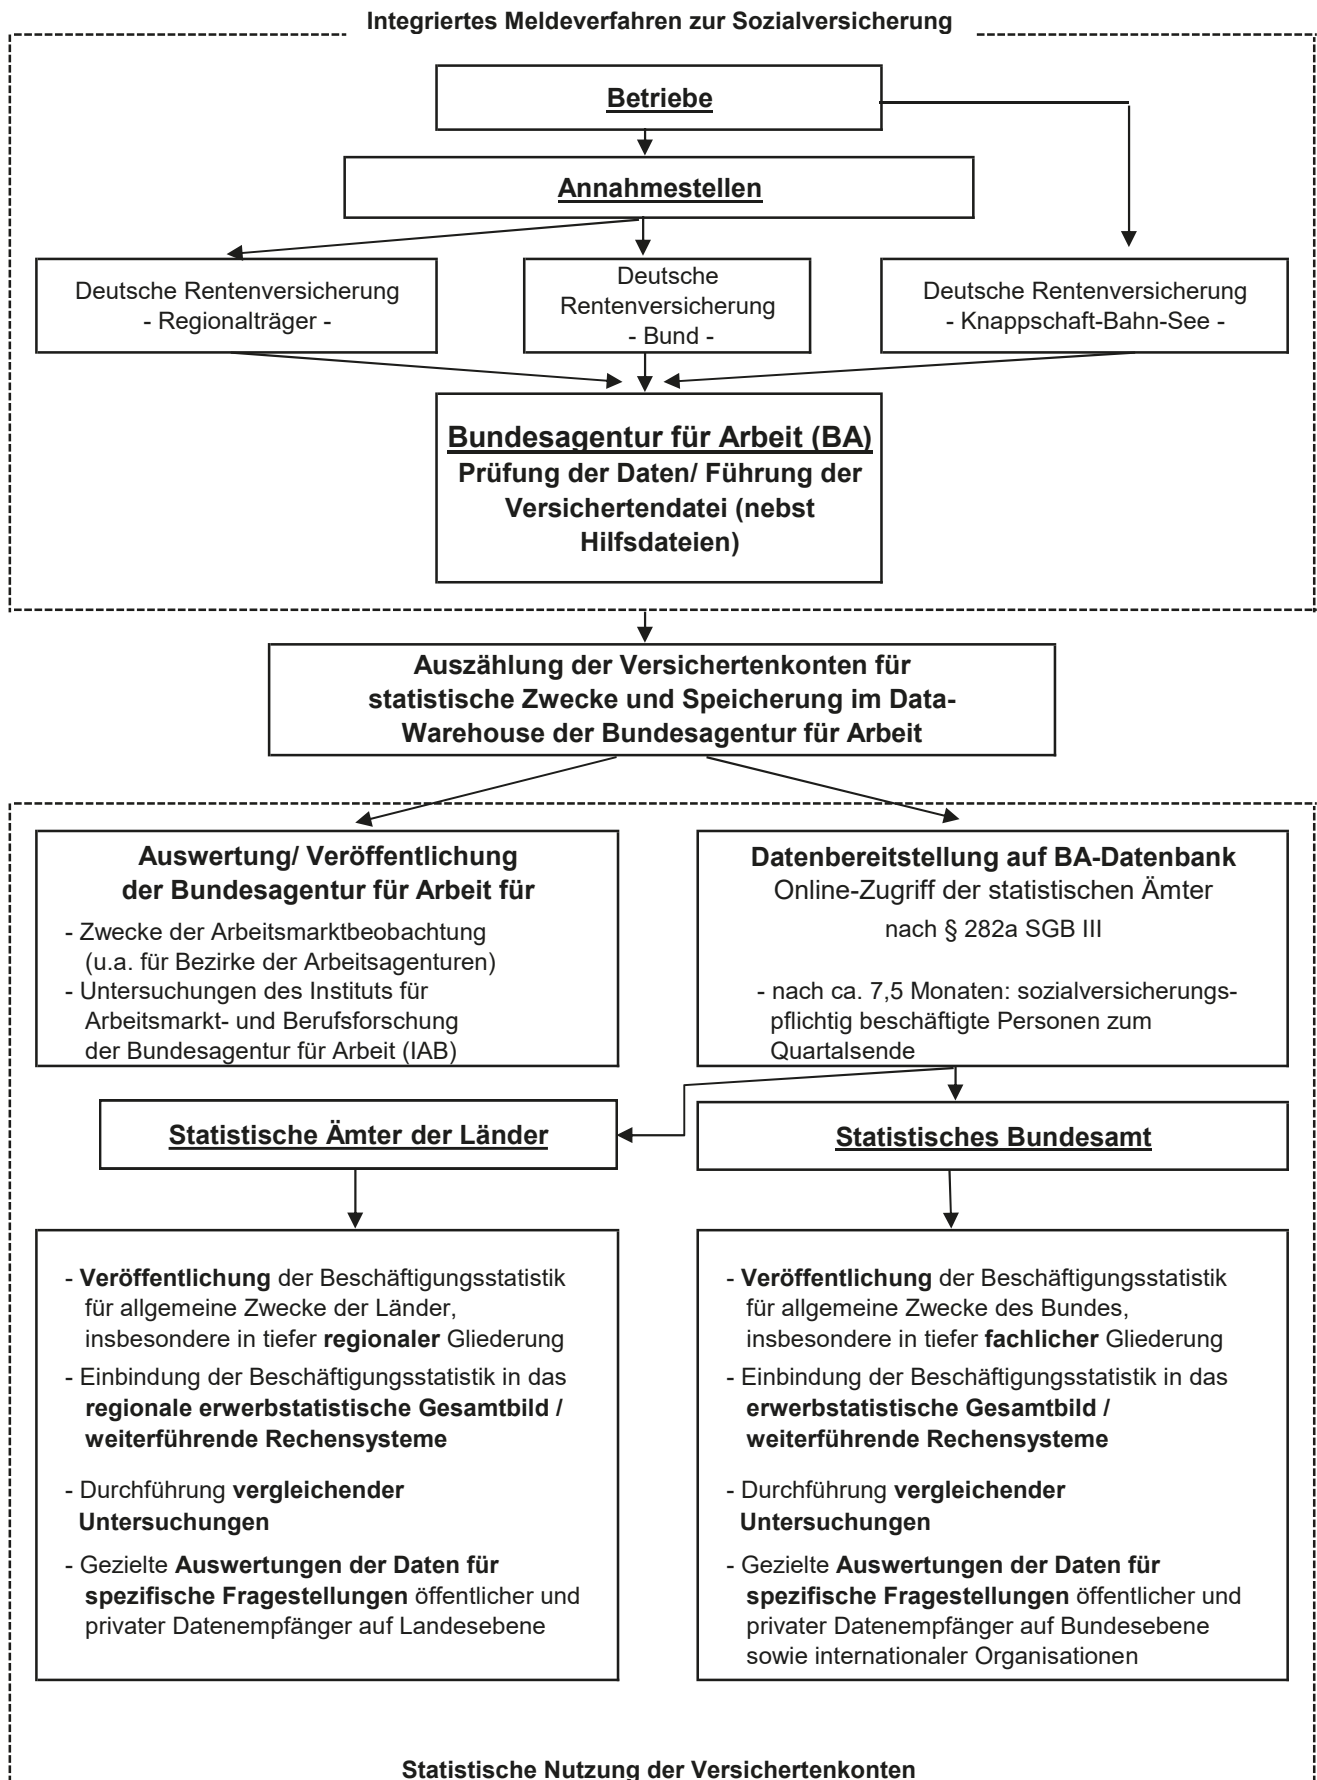 Integriertes Meldeverfahren zur Sozialversicherung
Betriebe
Annahmestellen
Deutsche Rentenversicherung
- Regionalträger -
Deutsche
Rentenversicherung
- Bund -
Deutsche Rentenversicherung
- Knappschaft-Bahn-See -
Bundesagentur für Arbeit (BA)
Prüfung der Daten/ Führung der
Versichertendatei (nebst
Hilfsdateien)
Auszählung der Versichertenkonten für
statistische Zwecke und Speicherung im Data-
Warehouse der Bundesagentur für Arbeit
Auswertung/ Veröffentlichung
der Bundesagentur für Arbeit für
- Zwecke der Arbeitsmarktbeobachtung
(u.a. für Bezirke der Arbeitsagenturen)
- Untersuchungen des Instituts für
Arbeitsmarkt- und Berufsforschung
der Bundesagentur für Arbeit (IAB)
Datenbereitstellung auf BA-Datenbank
Online-Zugriff der statistischen Ämter
nach § 282a SGB III
- nach ca. 7,5 Monaten: sozialversicherungs-
pflichtig beschäftigte Personen zum
Quartalsende
Statistische Ämter der Länder
Statistisches Bundesamt
- Veröffentlichung der Beschäftigungsstatistik
für allgemeine Zwecke der Länder,
insbesondere in tiefer regionaler Gliederung
- Einbindung der Beschäftigungsstatistik in das
regionale erwerbstatistische Gesamtbild /
weiterführende Rechensysteme
- Durchführung vergleichender
Untersuchungen
- Gezielte Auswertungen der Daten für
spezifische Fragestellungen öffentlicher und
privater Datenempfänger auf Landesebene
- Veröffentlichung der Beschäftigungsstatistik
für allgemeine Zwecke des Bundes,
insbesondere in tiefer fachlicher Gliederung
- Einbindung der Beschäftigungsstatistik in das
erwerbstatistische Gesamtbild /
weiterführende Rechensysteme
- Durchführung vergleichender
Untersuchungen
- Gezielte Auswertungen der Daten für
spezifische Fragestellungen öffentlicher und
privater Datenempfänger auf Bundesebene
sowie internationaler Organisationen
Statistische Nutzung der Versichertenkonten